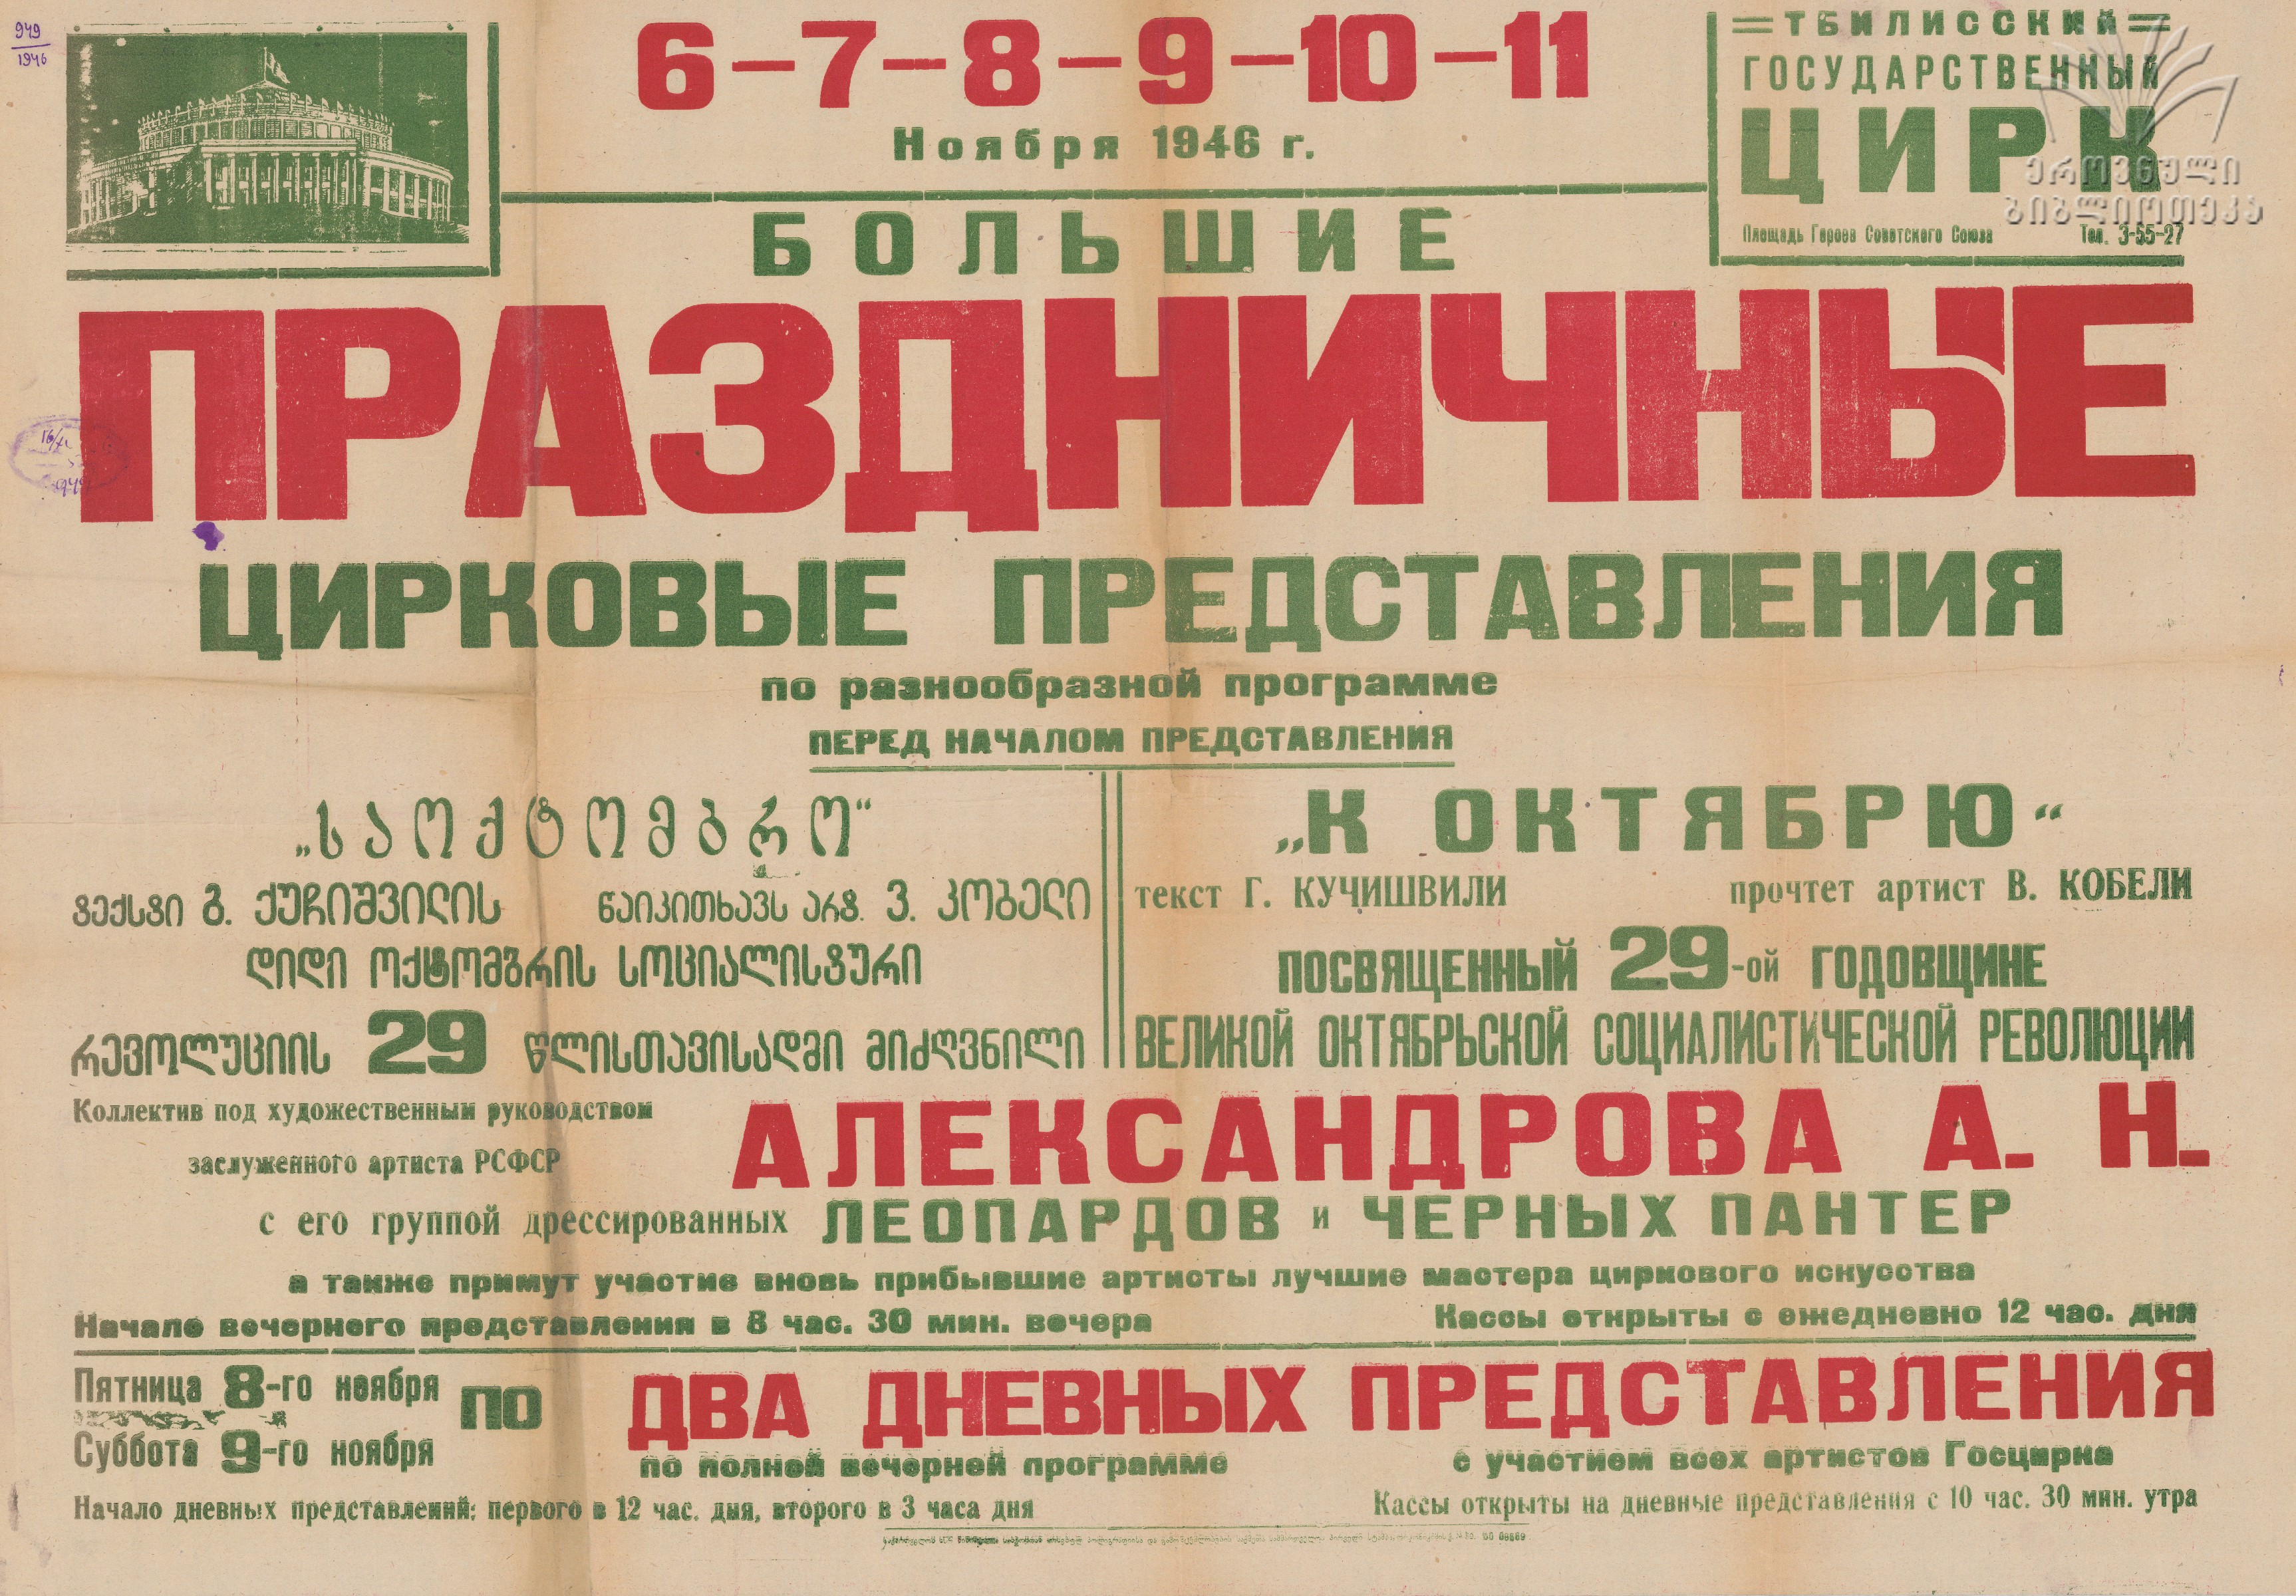 949
1946
6—7—8—9—10—11
Ноября 1946 г.
ТБИЛИССКИЙ
ГОСУДАРСТВЕННЫЙ
ЦИРК
Площадь Героев Советского Союза Тел. 3-55-27
ეროვნული
ბიბლიოთეკა
БОЛЬШИЕ
ПРАЗДНИЧНЫЕ
ЦИРКОВЫЕ ПРЕДСТАВЛЕНИЯ
по разнообразной программе
ПЕРЕД НАЧАЛОМ ПРЕДСТАВЛЕНИЯ
„ᲡᲐᲝᲥᲢᲝᲛᲑᲠᲝ“
ტექსტი გ. ქუჩიშვილის წაიკითხავს არტ. ვ. კობელი
დიდი ოქტომბრის სოციალისტური
რევოლუციის 29 წლისთავისადმი მიძღვნილი
„К ОКТЯБРЮ“
текст Г. КУЧИШВИЛИ прочтет артист В. КОБЕЛИ
ПОСВЯЩЕННЫЙ 29-ой ГОДОВЩИНЕ
ВЕЛИКОЙ ОКТЯБРЬСКОЙ СОЦИАЛИСТИЧЕСКОЙ РЕВОЛЮЦИИ
Коллектив под художественным руководством
заслуженного артиста РСФСР
АЛЕКСАНДРОВА А. Н.
с его группой дрессированных ЛЕОПАРДОВ и ЧЕРНЫХ ПАНТЕР
а также примут участие вновь прибывшие артисты лучшие мастера циркового искусства
Начало вечернего представления в 8 час. 30 мин. вечера Кассы открыты с ежедневно 12 час. дня
Пятница 8-го ноября
Суббота 9-го ноября
по ДВА ДНЕВНЫХ ПРЕДСТАВЛЕНИЯ
по полной вечерней программе с участием всех артистов Госцирка
Начало дневных представлений: первого в 12 час. дня, второго в 3 часа дня Кассы открыты на дневные представления с 10 час. 30 мин. утра